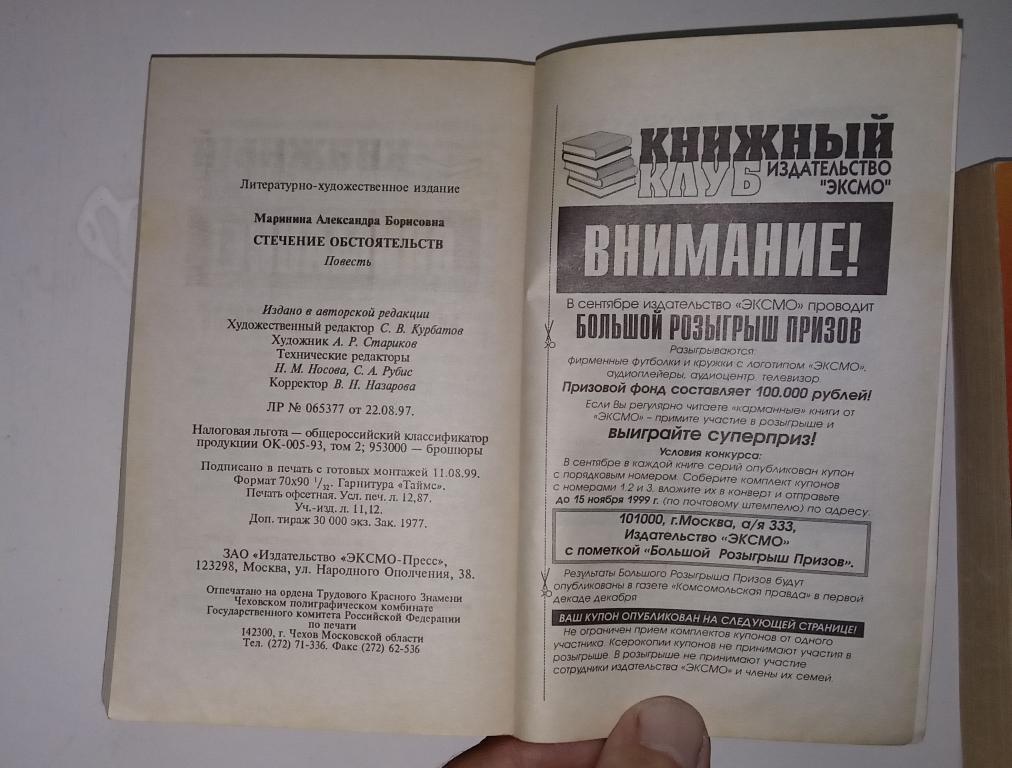 Литературно-художественное издание
Маринина Александра Борисовна
СТЕЧЕНИЕ ОБСТОЯТЕЛЬСТВ
Повесть
Издано в авторской редакции
Художественный редактор С. В. Курбатов
Художник А. Р. Стариков
Технические редакторы
Н. М. Носова, С. А. Рубис
Корректор В. Н. Назарова
ЛР № 065377 от 22.08.97.
Налоговая льгота — общероссийский классификатор
продукции ОК-005-93, том 2; 953000 — брошюры
Подписано в печать с готовых монтажей 11.08.99.
Формат 70х90 1/32. Гарнитура «Таймс».
Печать офсетная. Усл. печ. л. 12,87.
Уч.-изд. л. 11,12.
Доп. тираж 30 000 экз. Зак. 1977.
ЗАО «Издательство «ЭКСМО-Пресс»,
123298, Москва, ул. Народного Ополчения, 38.
Отпечатано на ордена Трудового Красного Знамени
Чеховском полиграфическом комбинате
Государственного комитета Российской Федерации
по печати
142300, г. Чехов Московской области
Тел. (272) 71-336. Факс (272) 62-536
КНИЖНЫЙ
КЛУБ
ИЗДАТЕЛЬСТВО
"ЭКСМО"
ВНИМАНИЕ!
В сентябре издательство «ЭКСМО» проводит
БОЛЬШОЙ РОЗЫГРЫШ ПРИЗОВ
Разыгрываются:
фирменные футболки и кружки с логотипом «ЭКСМО»,
аудиоплейеры, аудиоцентр, телевизор.
Призовой фонд составляет 100.000 рублей!
Если Вы регулярно читаете «карманные» книги от
«ЭКСМО» – примите участие в розыгрыше и
выиграйте суперприз!
Условия конкурса:
В сентябре в каждой книге серий опубликован купон
с порядковым номером. Соберите комплект купонов
с номерами 1,2 и 3, вложите их в конверт и отправьте
до 15 ноября 1999 г. (по почтовому штемпелю) по адресу:
101000, г.Москва, а/я 333,
Издательство «ЭКСМО»
с пометкой «Большой Розыгрыш Призов».
Результаты Большого Розыгрыша Призов будут
опубликованы в газете «Комсомольская правда» в первой
декаде декабря
ВАШ КУПОН ОПУБЛИКОВАН НА СЛЕДУЮЩЕЙ СТРАНИЦЕ!
Не ограничен прием комплектов купонов от одного
участника. Ксерокопии купонов не принимают участия в
розыгрыше. В розыгрыше не принимают участие
сотрудники издательства «ЭКСМО» и члены их семей.